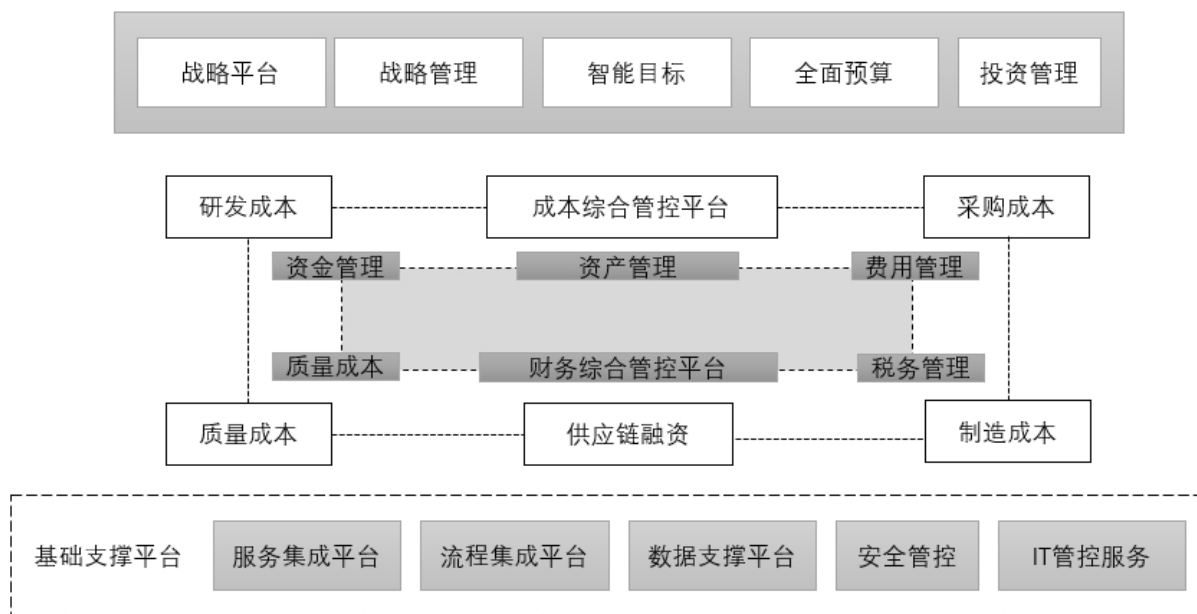 战略平台 战略管理 智能目标 全面预算 投资管理
研发成本 成本综合管控平台 采购成本
资金管理 资产管理 费用管理
质量成本 财务综合管控平台 税务管理
质量成本 供应链融资 制造成本
基础支撑平台 服务集成平台 流程集成平台 数据支撑平台 安全管控 IT管控服务